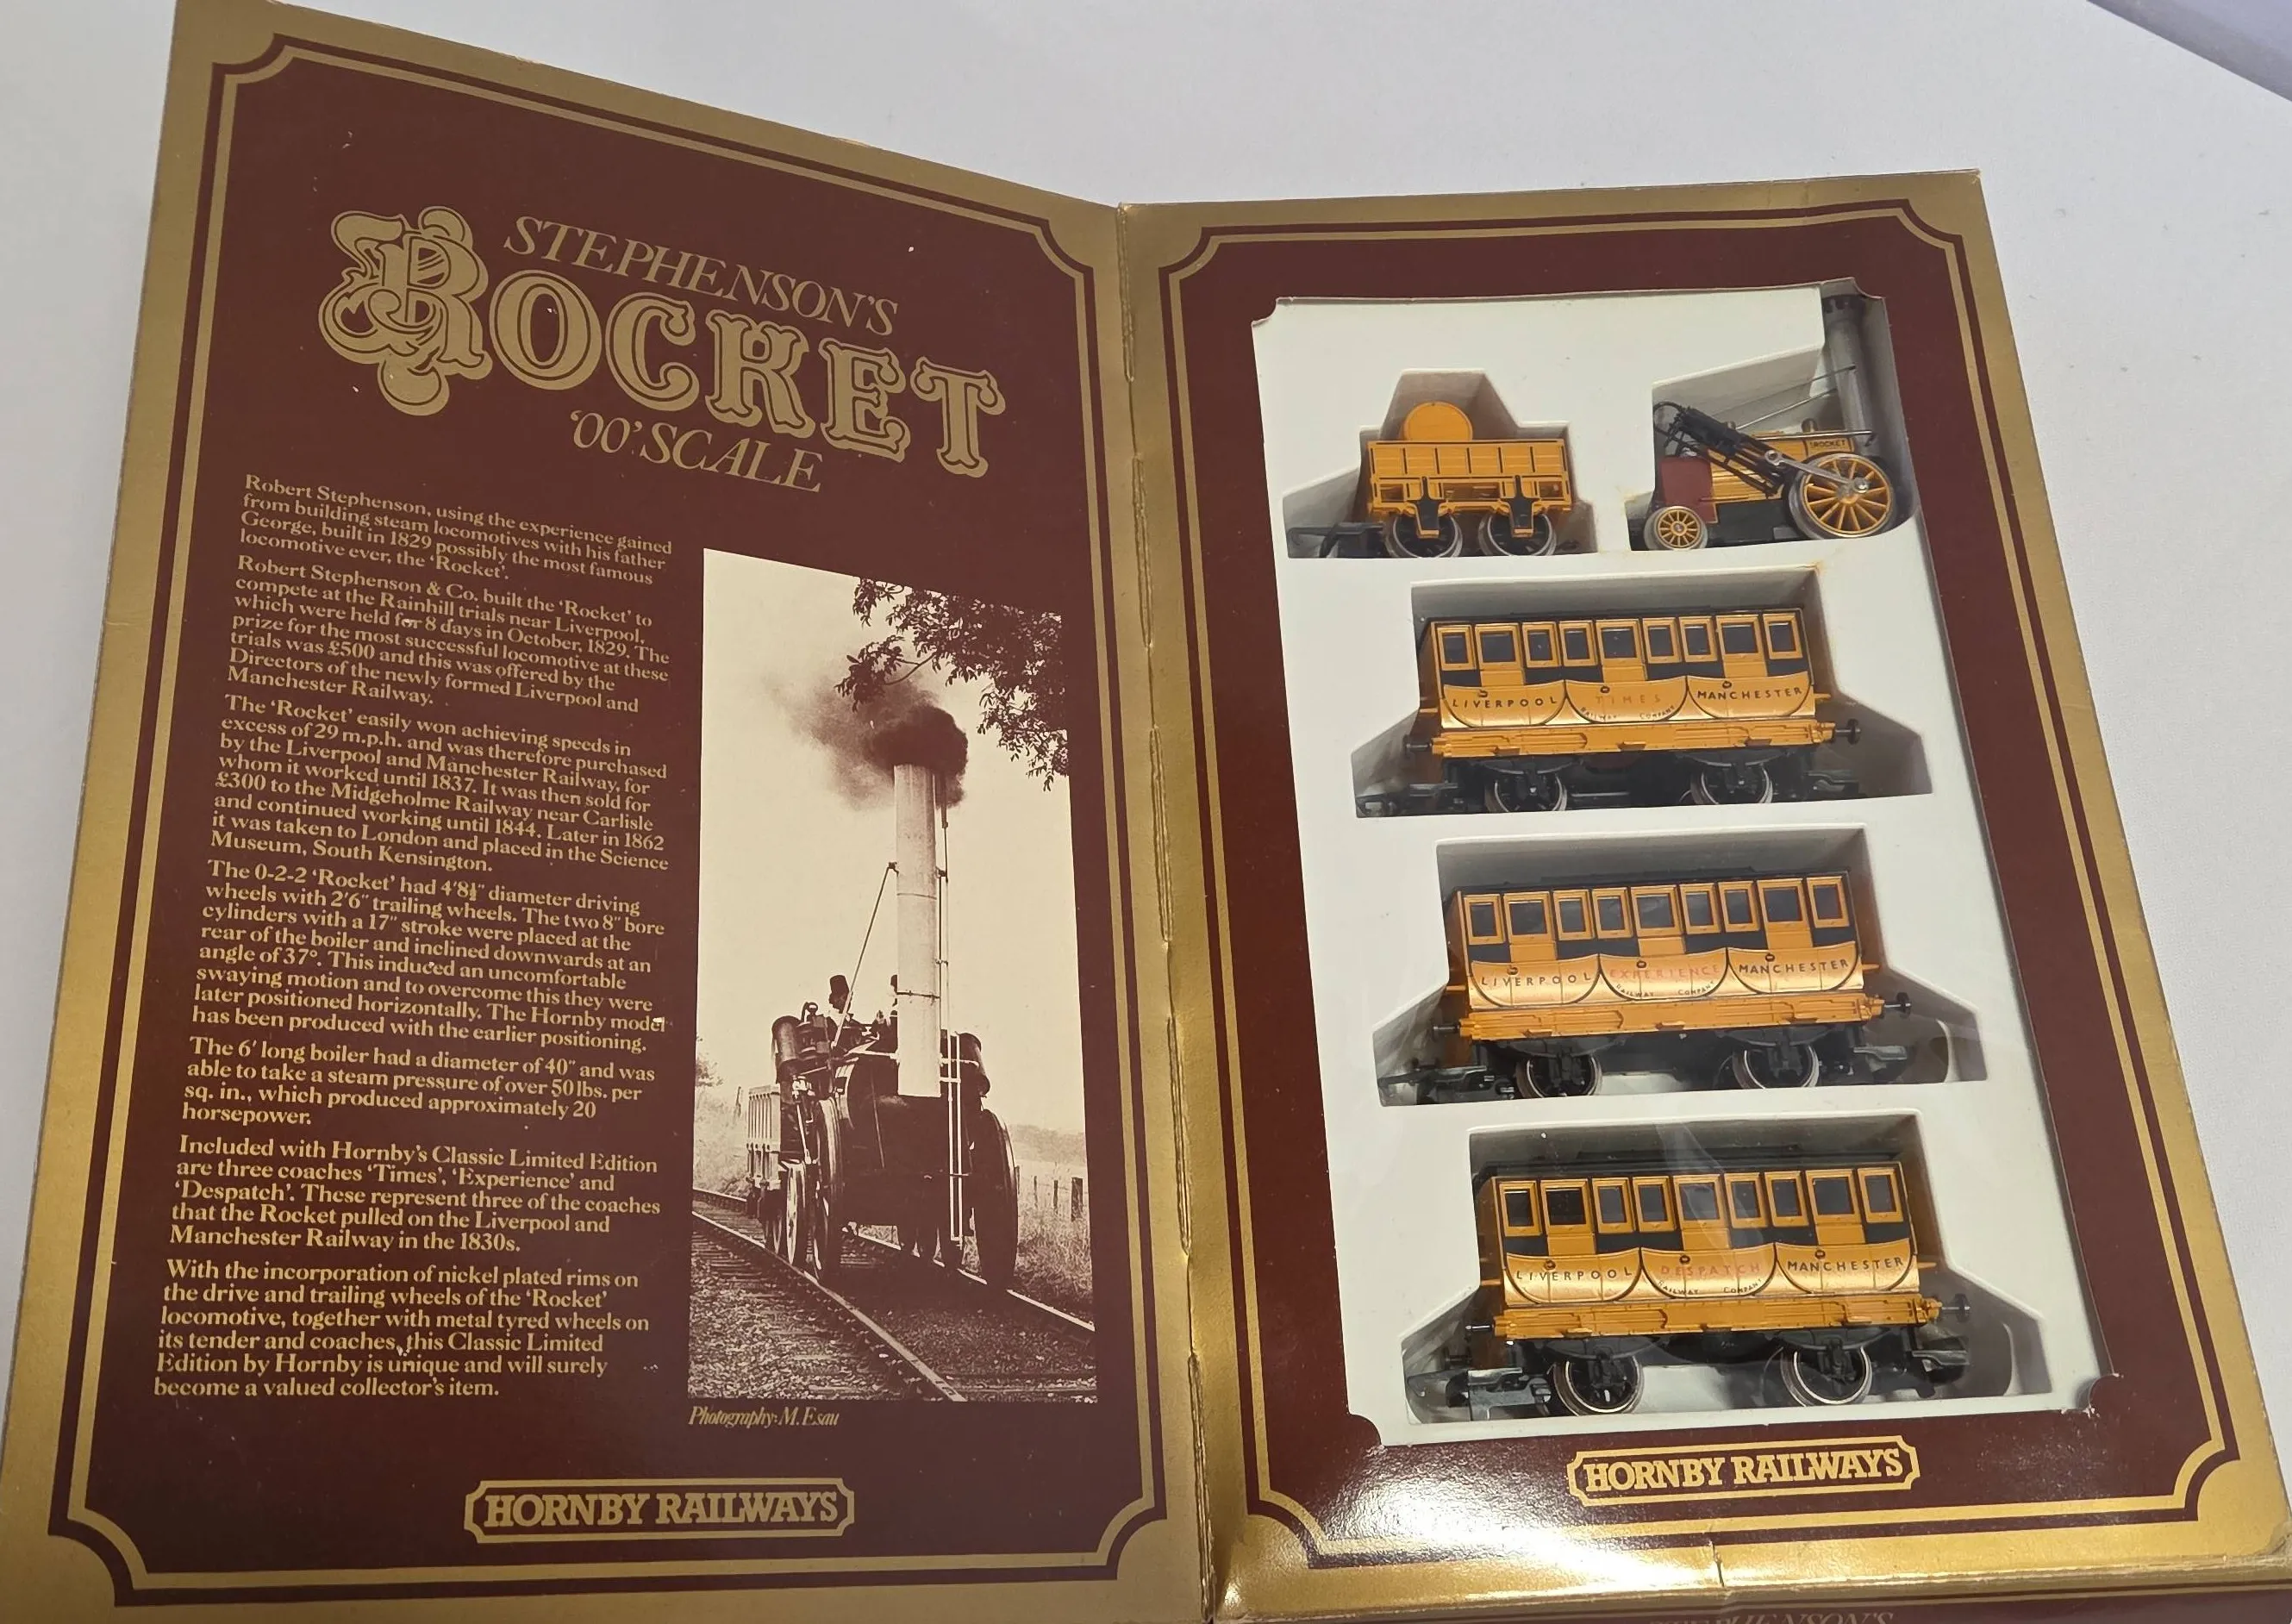 STEPHENSON'S
ROCKET
'00' SCALE
Robert Stephenson, using the experience gained
from building steam locomotives with his father
George, built in 1829 possibly the most famous
locomotive ever, the 'Rocket'.
Robert Stephenson & Co. built the 'Rocket' to
compete at the Rainhill trials near Liverpool,
which were held for 8 days in October, 1829. The
prize for the most successful locomotive at these
trials was £500 and this was offered by the
Directors of the newly formed Liverpool and
Manchester Railway.
The 'Rocket' easily won achieving speeds in
excess of 29 m.p.h. and was therefore purchased
by the Liverpool and Manchester Railway, for
whom it worked until 1837. It was then sold for
£300 to the Midgeholme Railway near Carlisle
and continued working until 1844. Later in 1862
it was taken to London and placed in the Science
Museum, South Kensington.
The 0-2-2 'Rocket' had 4'8½" diameter driving
wheels with 2'6" trailing wheels. The two 8" bore
cylinders with a 17" stroke were placed at the
rear of the boiler and inclined downwards at an
angle of 37°. This induced an uncomfortable
swaying motion and to overcome this they were
later positioned horizontally. The Hornby model
has been produced with the earlier positioning.
The 6' long boiler had a diameter of 40" and was
able to take a steam pressure of over 50 lbs. per
sq. in., which produced approximately 20
horsepower.
Included with Hornby's Classic Limited Edition
are three coaches 'Times', 'Experience' and
'Despatch'. These represent three of the coaches
that the Rocket pulled on the Liverpool and
Manchester Railway in the 1830s.
With the incorporation of nickel plated rims on
the drive and trailing wheels of the 'Rocket'
locomotive, together with metal tyred wheels on
its tender and coaches, this Classic Limited
Edition by Hornby is unique and will surely
become a valued collector's item.
Photography: M. Esau
HORNBY RAILWAYS
ROCKET
LIVERPOOL TIMES MANCHESTER
RAILWAY COMPANY
LIVERPOOL EXPERIENCE MANCHESTER
RAILWAY COMPANY
LIVERPOOL DESPATCH MANCHESTER
RAILWAY COMPANY
HORNBY RAILWAYS
STEPHENSON'S